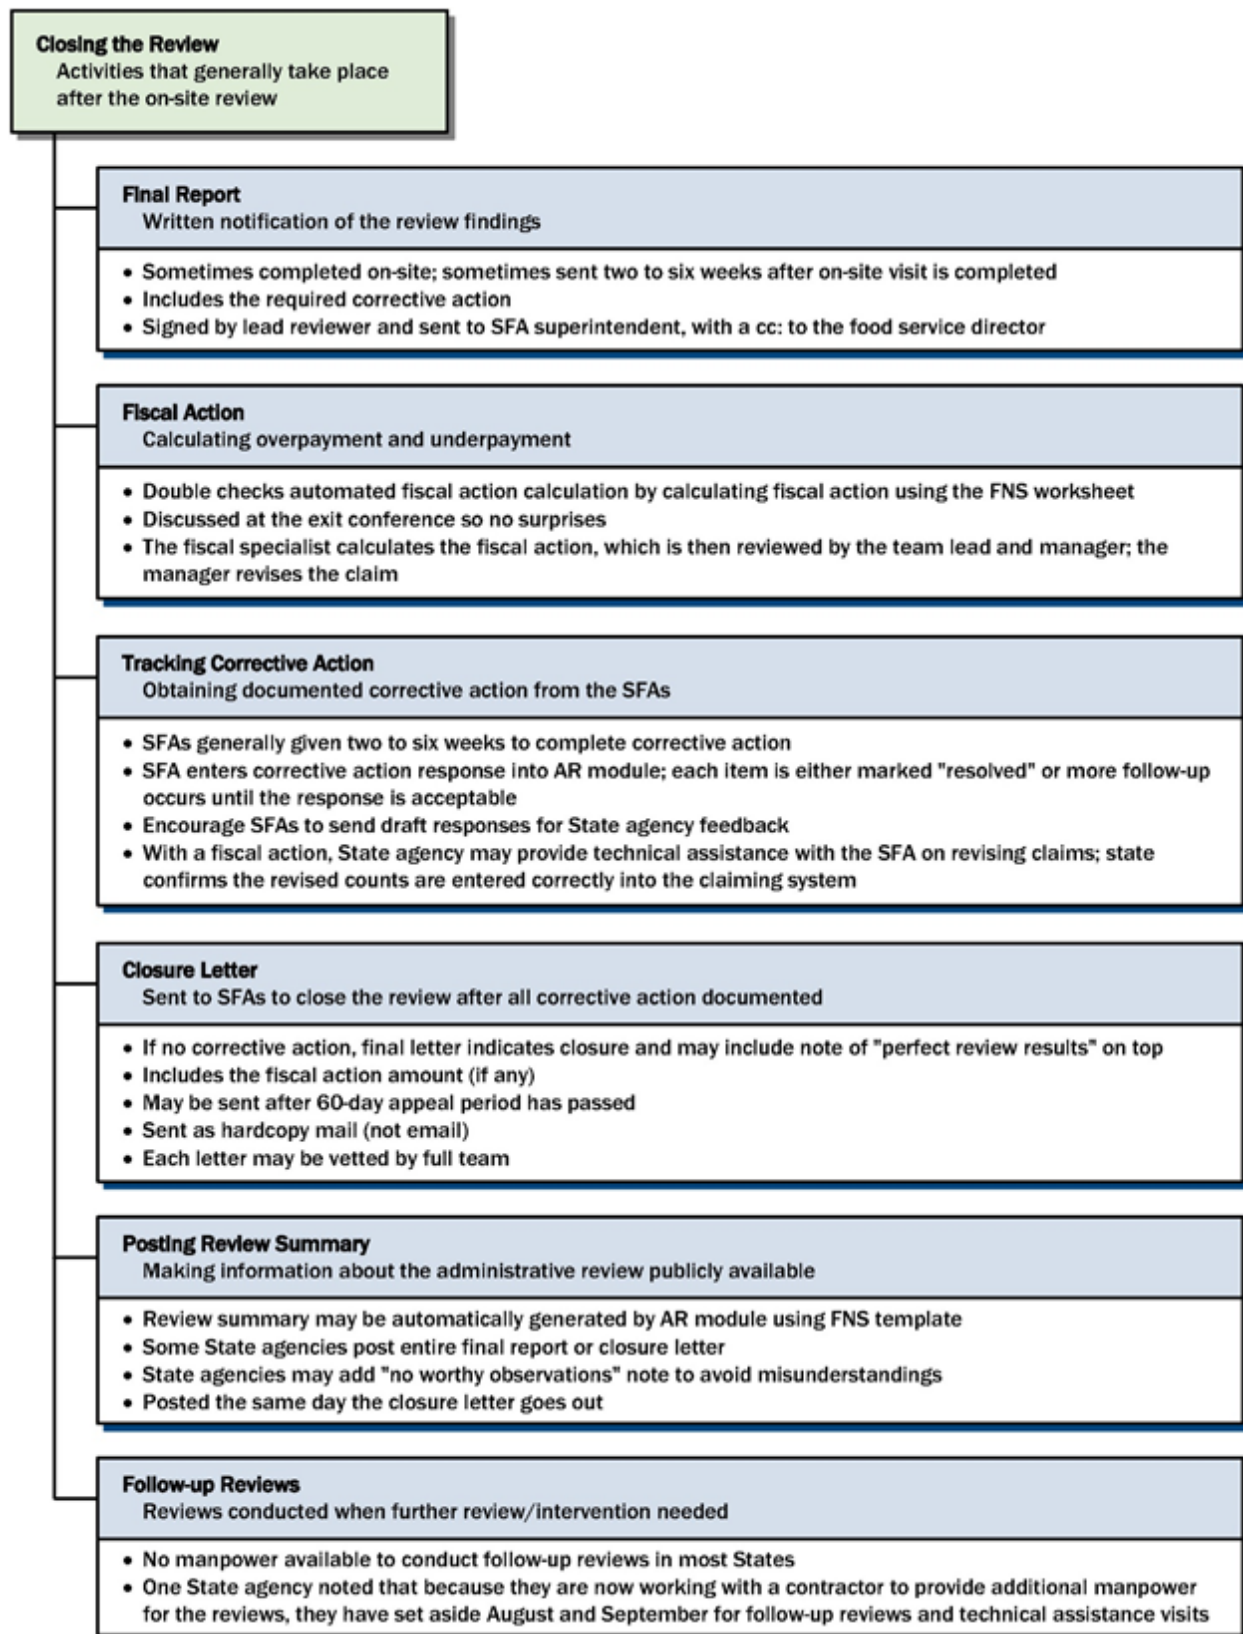 Closing the Review
Activities that generally take place
after the on-site review
Final Report
Written notification of the review findings
• Sometimes completed on-site; sometimes sent two to six weeks after on-site visit is completed
• Includes the required corrective action
• Signed by lead reviewer and sent to SFA superintendent, with a cc: to the food service director
Fiscal Action
Calculating overpayment and underpayment
• Double checks automated fiscal action calculation by calculating fiscal action using the FNS worksheet
• Discussed at the exit conference so no surprises
• The fiscal specialist calculates the fiscal action, which is then reviewed by the team lead and manager; the
manager revises the claim
Tracking Corrective Action
Obtaining documented corrective action from the SFAs
• SFAs generally given two to six weeks to complete corrective action
• SFA enters corrective action response into AR module; each item is either marked "resolved" or more follow-up
occurs until the response is acceptable
• Encourage SFAs to send draft responses for State agency feedback
• With a fiscal action, State agency may provide technical assistance with the SFA on revising claims; state
confirms the revised counts are entered correctly into the claiming system
Closure Letter
Sent to SFAs to close the review after all corrective action documented
• If no corrective action, final letter indicates closure and may include note of "perfect review results" on top
• Includes the fiscal action amount (if any)
• May be sent after 60-day appeal period has passed
• Sent as hardcopy mail (not email)
• Each letter may be vetted by full team
Posting Review Summary
Making information about the administrative review publicly available
• Review summary may be automatically generated by AR module using FNS template
• Some State agencies post entire final report or closure letter
• State agencies may add "no worthy observations" note to avoid misunderstandings
• Posted the same day the closure letter goes out
Follow-up Reviews
Reviews conducted when further review/intervention needed
• No manpower available to conduct follow-up reviews in most States
• One State agency noted that because they are now working with a contractor to provide additional manpower
for the reviews, they have set aside August and September for follow-up reviews and technical assistance visits